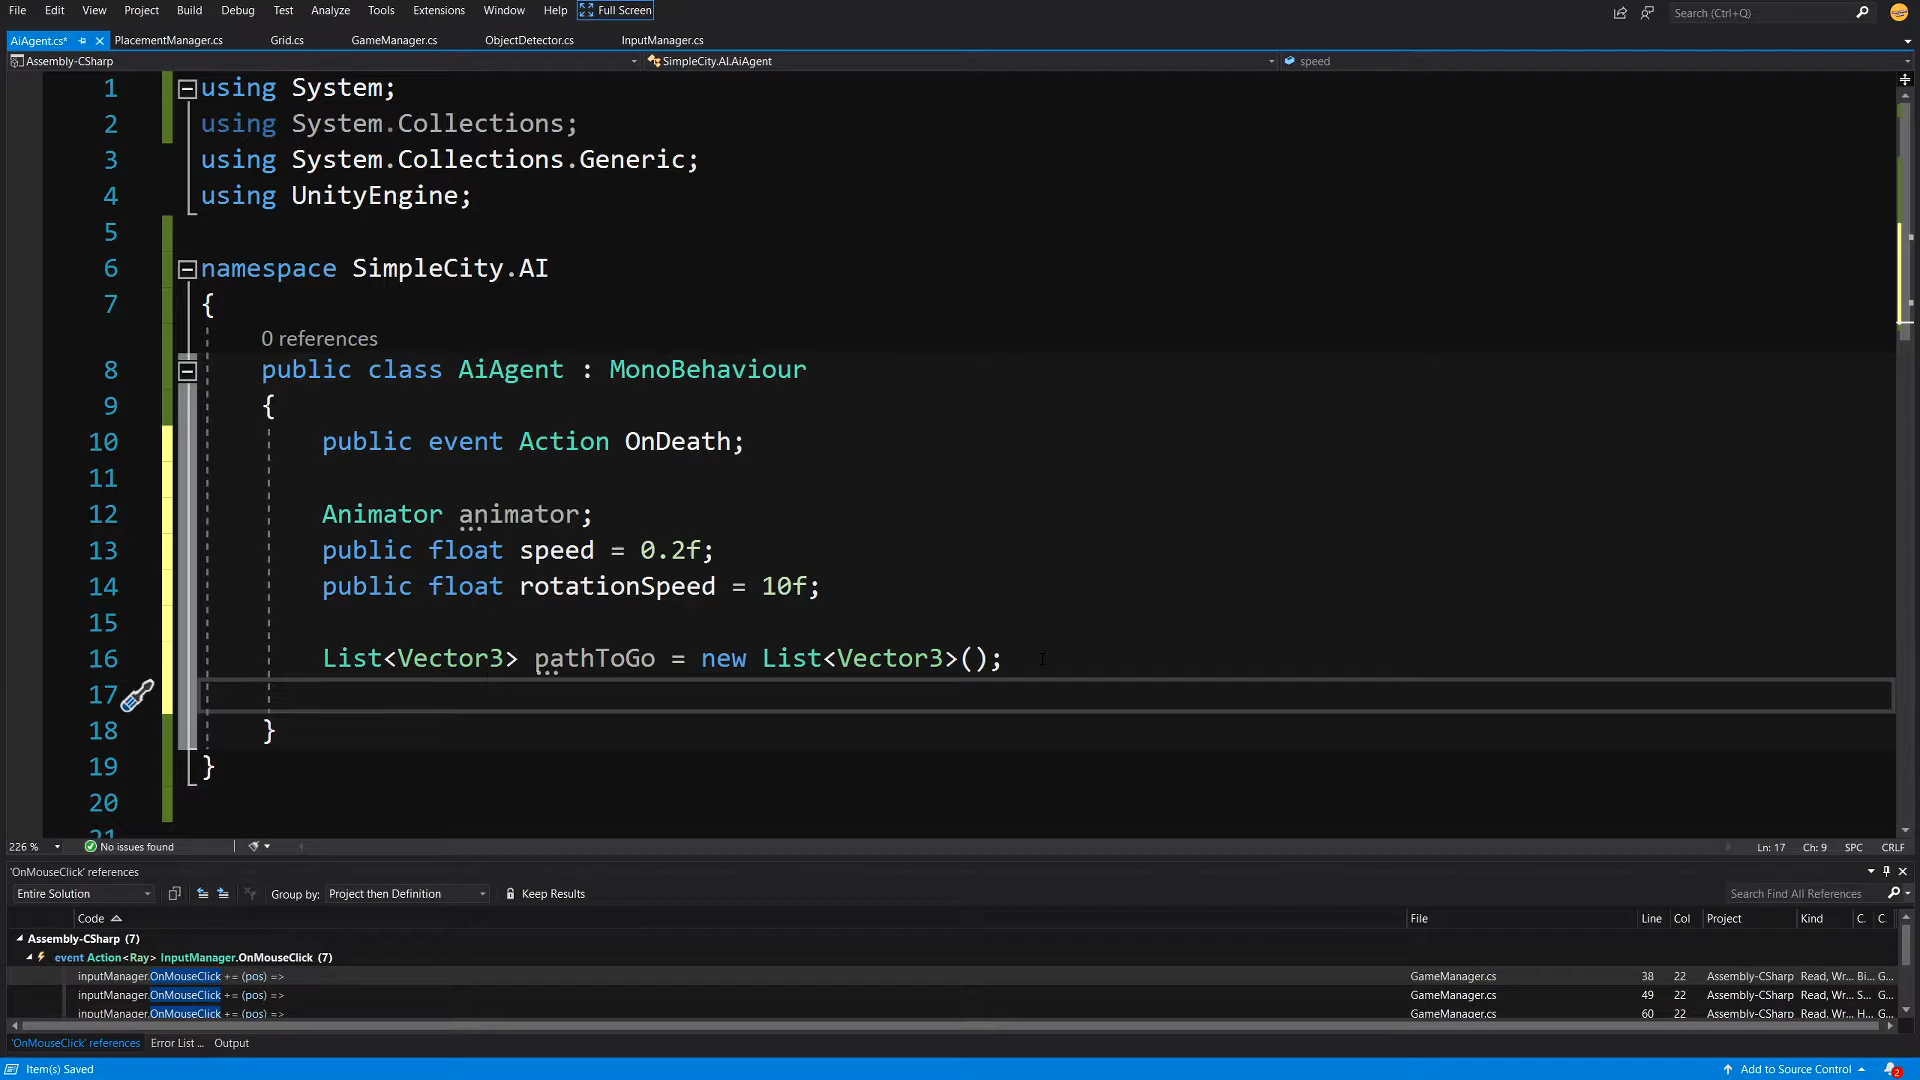 File Edit View Project Build Debug Test Analyze Tools Extensions Window Help Full Screen Search (Ctrl+Q)
AiAgent.cs* PlacementManager.cs Grid.cs GameManager.cs ObjectDetector.cs InputManager.cs
Assembly-CSharp SimpleCity.AI.AiAgent speed
1 using System;
2 using System.Collections;
3 using System.Collections.Generic;
4 using UnityEngine;
5
6 namespace SimpleCity.AI
7 {
0 references
8 public class AiAgent : MonoBehaviour
9 {
10 public event Action OnDeath;
11
12 Animator animator;
13 public float speed = 0.2f;
14 public float rotationSpeed = 10f;
15
16 List<Vector3> pathToGo = new List<Vector3>();
17
18 }
19 }
20
21
226 % No issues found Ln: 17 Ch: 9 SPC CRLF
'OnMouseClick' references
Entire Solution Group by: Project then Definition Keep Results Search Find All References
Code File Line Col Project Kind C. C.
Assembly-CSharp (7)
event Action<Ray> InputManager.OnMouseClick (7)
inputManager.OnMouseClick += (pos) => GameManager.cs 38 22 Assembly-CSharp Read, Wr... Bi... G...
inputManager.OnMouseClick += (pos) => GameManager.cs 49 22 Assembly-CSharp Read, Wr... S... G...
inputManager.OnMouseClick += (pos) => GameManager.cs 60 22 Assembly-CSharp Read, Wr... H... G...
'OnMouseClick' references Error List ... Output
Item(s) Saved Add to Source Control 2